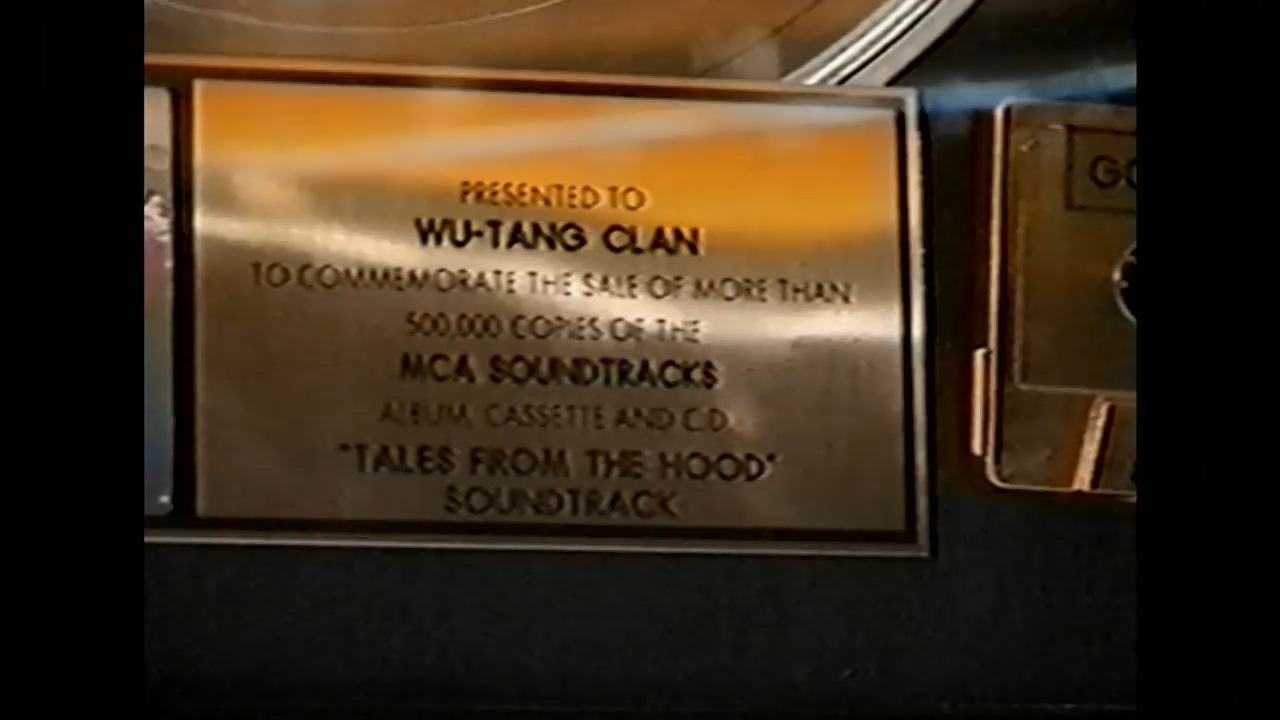 PRESENTED TO
WU-TANG CLAN
TO COMMEMORATE THE SALE OF MORE THAN
500,000 COPIES OF THE
MCA SOUNDTRACKS
ALBUM, CASSETTE AND C.D.
"TALES FROM THE HOOD"
SOUNDTRACK